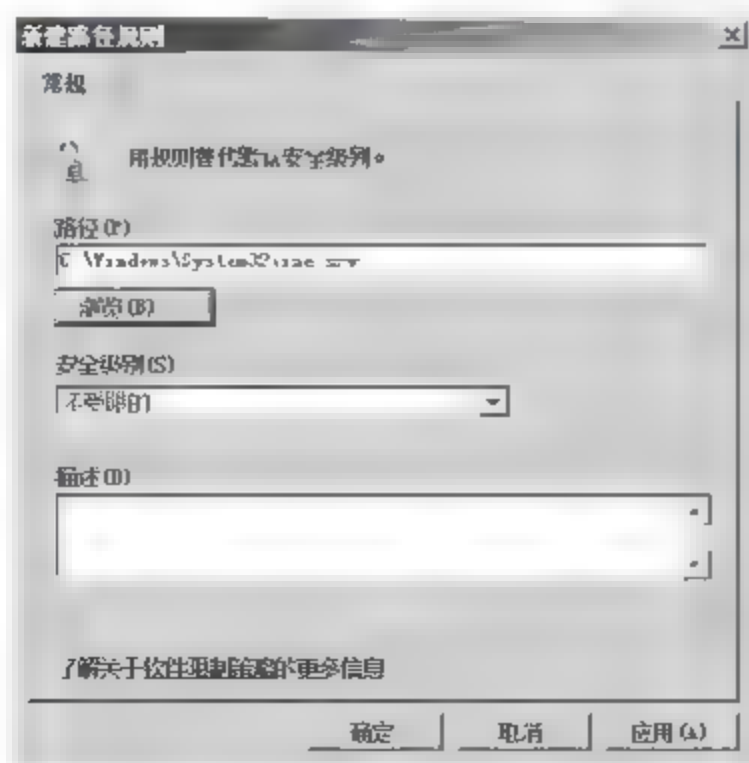 新建路径规则
常规
用规则替代默认安全级别。
路径(P)
浏览(B)
安全级别(S)
不受限的
描述(D)
了解关于软件限制策略的更多信息
确定
取消
应用(A)